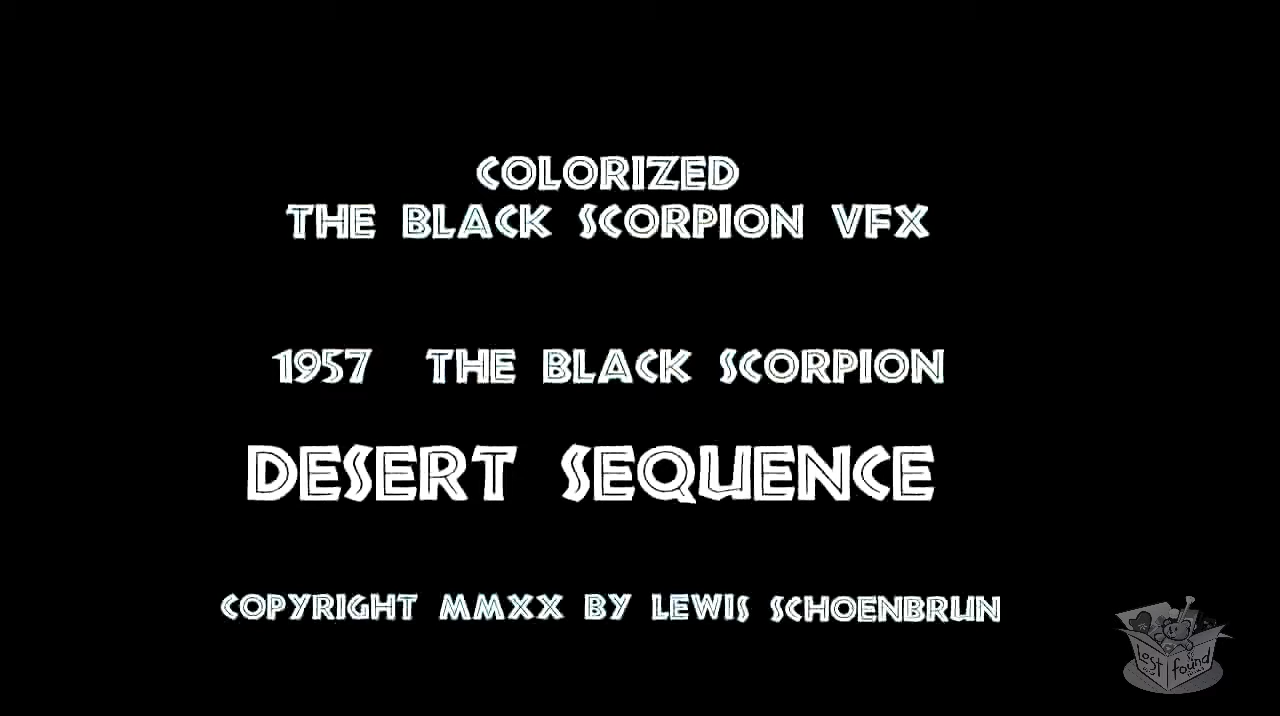 COLORIZED
THE BLACK SCORPION VFX
1957 THE BLACK SCORPION
DESERT SEQUENCE
COPYRIGHT MMXX BY LEWIS SCHOENBRUN
Lost found